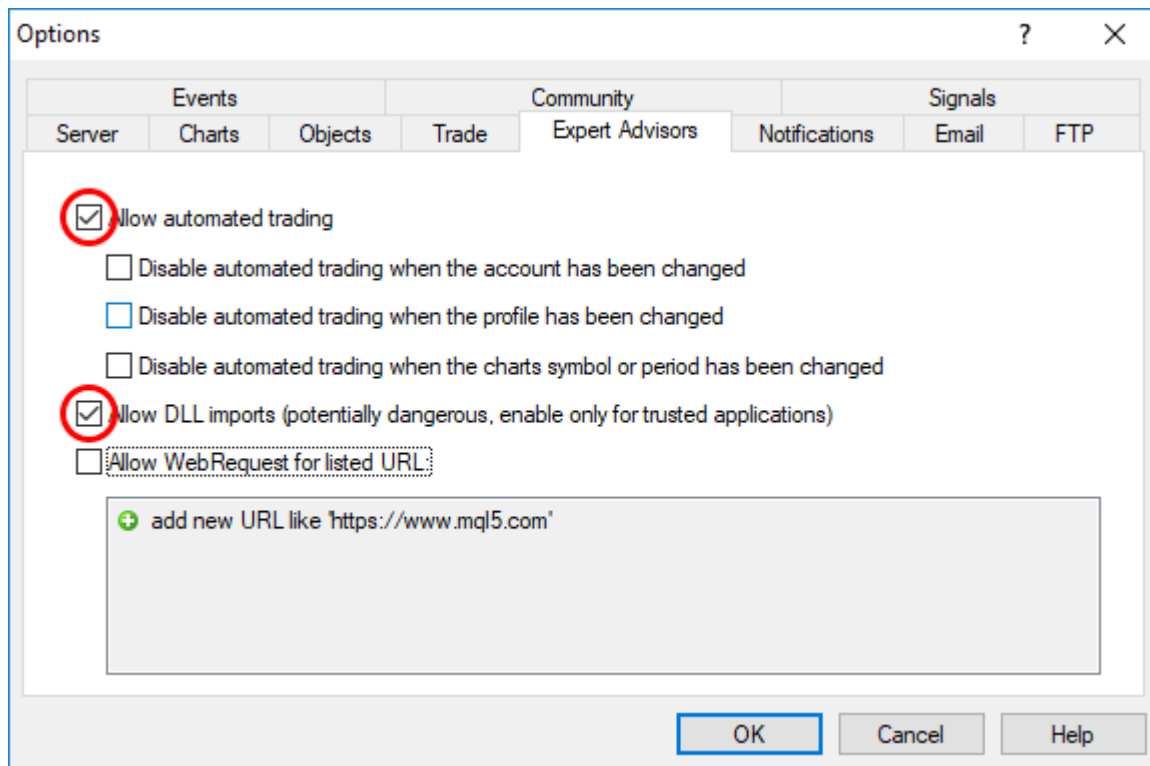 Options
Events Community Signals
Server Charts Objects Trade Expert Advisors Notifications Email FTP
Allow automated trading
Disable automated trading when the account has been changed
Disable automated trading when the profile has been changed
Disable automated trading when the charts symbol or period has been changed
Allow DLL imports (potentially dangerous, enable only for trusted applications)
Allow WebRequest for listed URL:
add new URL like 'https://www.mql5.com'
OK Cancel Help